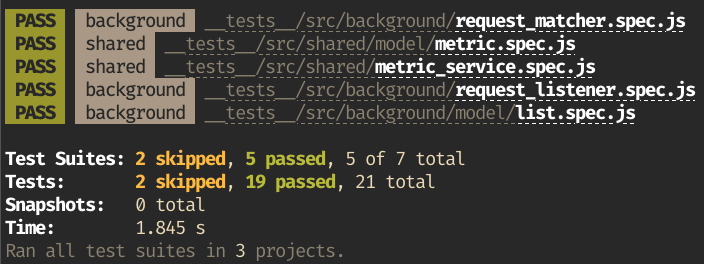 PASS background __tests__/src/background/request_matcher.spec.js
PASS shared __tests__/src/shared/model/metric.spec.js
PASS shared __tests__/src/shared/metric_service.spec.js
PASS background __tests__/src/background/request_listener.spec.js
PASS background __tests__/src/background/model/list.spec.js
Test Suites: 2 skipped, 5 passed, 5 of 7 total
Tests: 2 skipped, 19 passed, 21 total
Snapshots: 0 total
Time: 1.845 s
Ran all test suites in 3 projects.